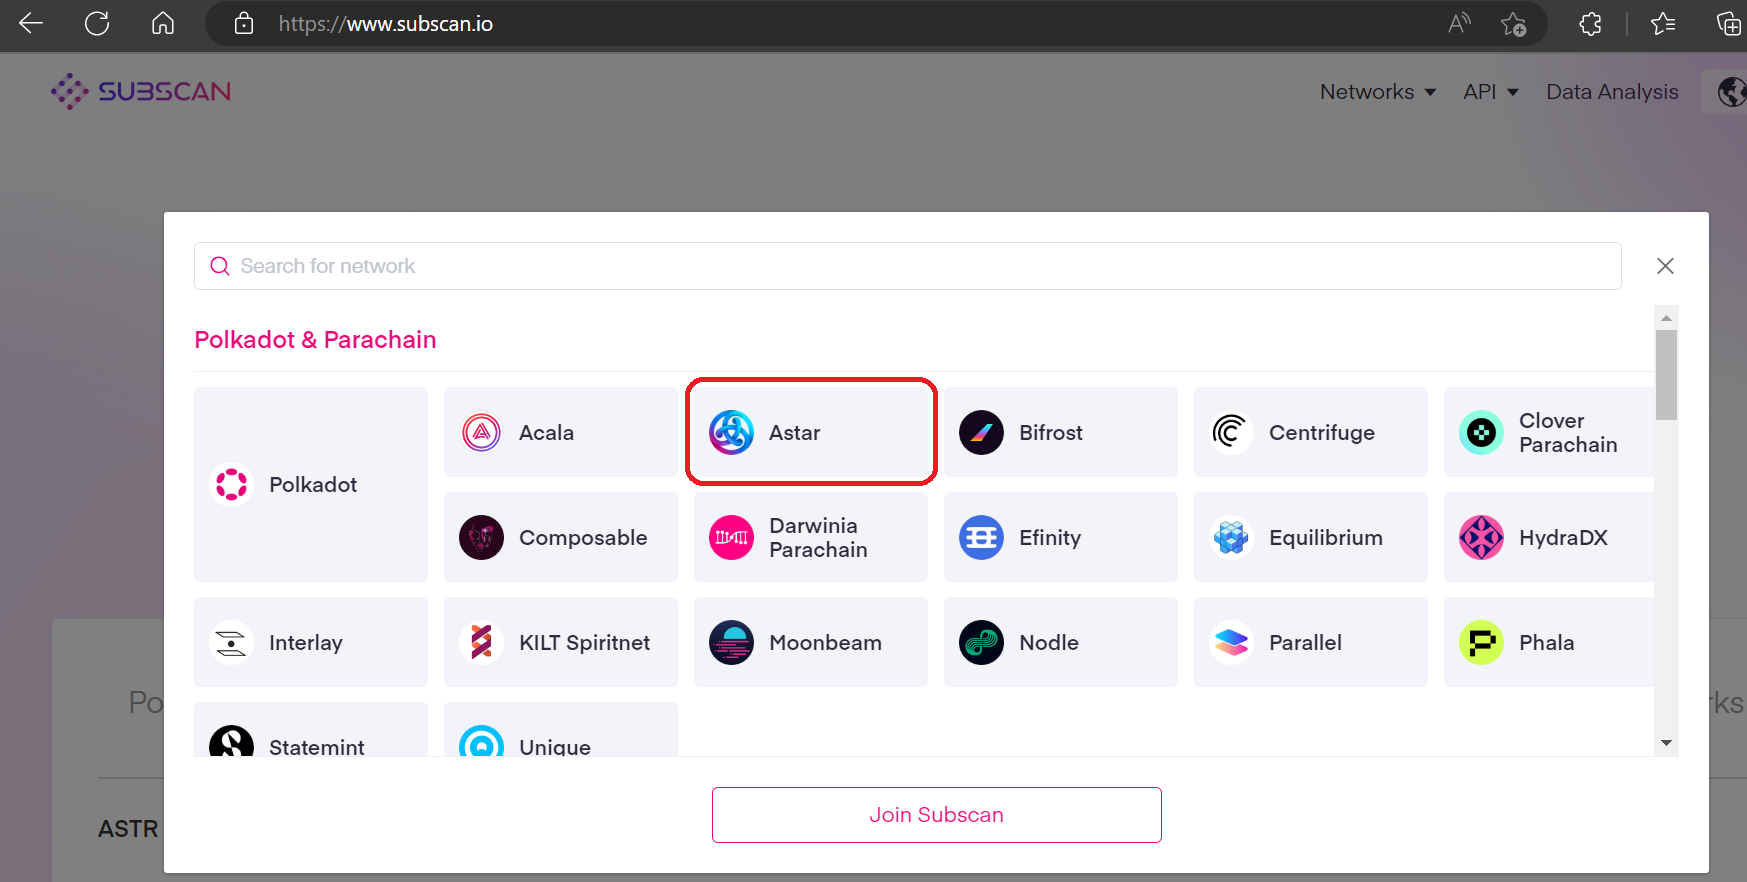 https://www.subscan.io
SUBSCAN
Networks API Data Analysis
Search for network
Polkadot & Parachain
Polkadot
Acala
Astar
Bifrost
Centrifuge
Clover
Parachain
Composable
Darwinia
Parachain
Efinity
Equilibrium
HydraDX
Interlay
KILT Spiritnet
Moonbeam
Nodle
Parallel
Phala
Statemint
Unique
Po
rks
ASTR
Join Subscan